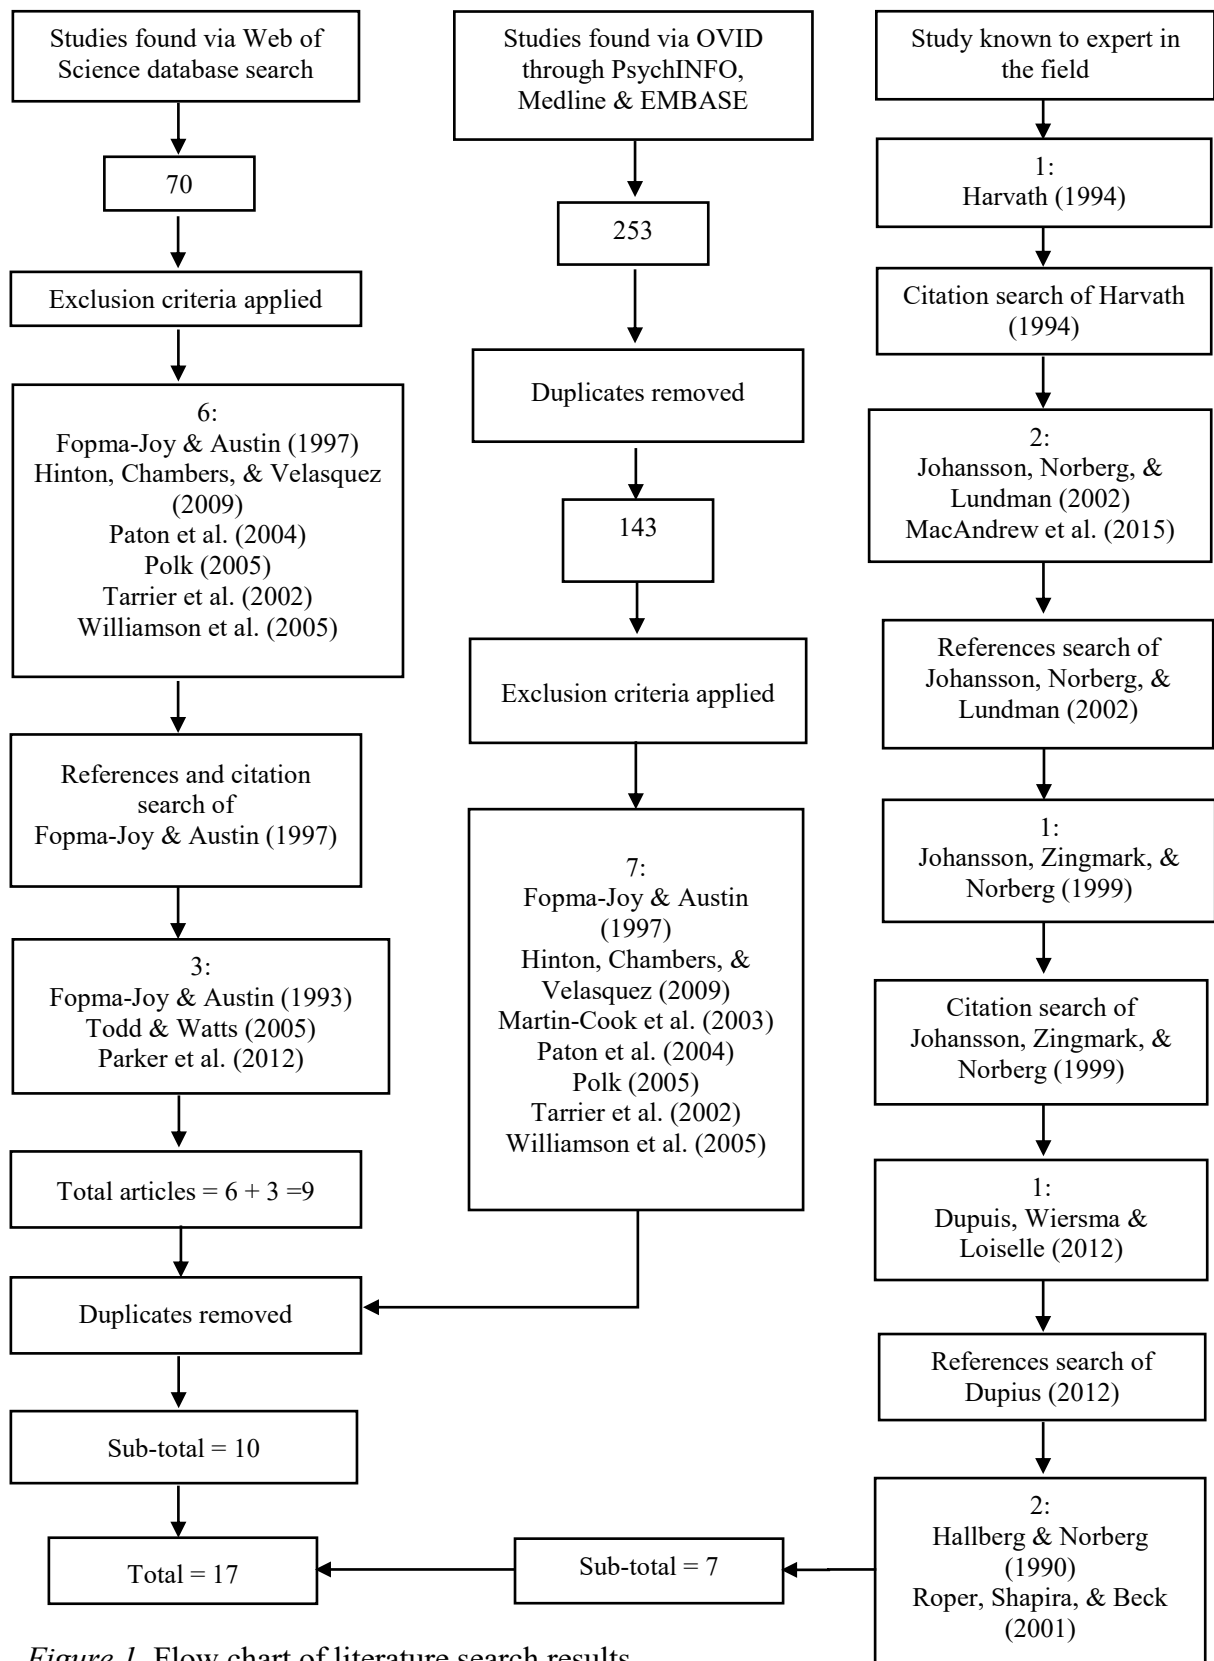 Studies found via Web of
Science database search
70
Exclusion criteria applied
6:
Fopma-Joy & Austin (1997)
Hinton, Chambers, & Velasquez
(2009)
Paton et al. (2004)
Polk (2005)
Tarrier et al. (2002)
Williamson et al. (2005)
References and citation
search of
Fopma-Joy & Austin (1997)
3:
Fopma-Joy & Austin (1993)
Todd & Watts (2005)
Parker et al. (2012)
Total articles = 6 + 3 =9
Duplicates removed
Sub-total = 10
Total = 17
Studies found via OVID
through PsychINFO,
Medline & EMBASE
253
Duplicates removed
143
Exclusion criteria applied
7:
Fopma-Joy & Austin
(1997)
Hinton, Chambers, &
Velasquez (2009)
Martin-Cook et al. (2003)
Paton et al. (2004)
Polk (2005)
Tarrier et al. (2002)
Williamson et al. (2005)
Sub-total = 7
Study known to expert in
the field
1:
Harvath (1994)
Citation search of Harvath
(1994)
2:
Johansson, Norberg, &
Lundman (2002)
MacAndrew et al. (2015)
References search of
Johansson, Norberg, &
Lundman (2002)
1:
Johansson, Zingmark, &
Norberg (1999)
Citation search of
Johansson, Zingmark, &
Norberg (1999)
1:
Dupuis, Wiersma &
Loiselle (2012)
References search of
Dupius (2012)
2:
Hallberg & Norberg
(1990)
Roper, Shapira, & Beck
(2001)
Figure 1. Flow chart of literature search results